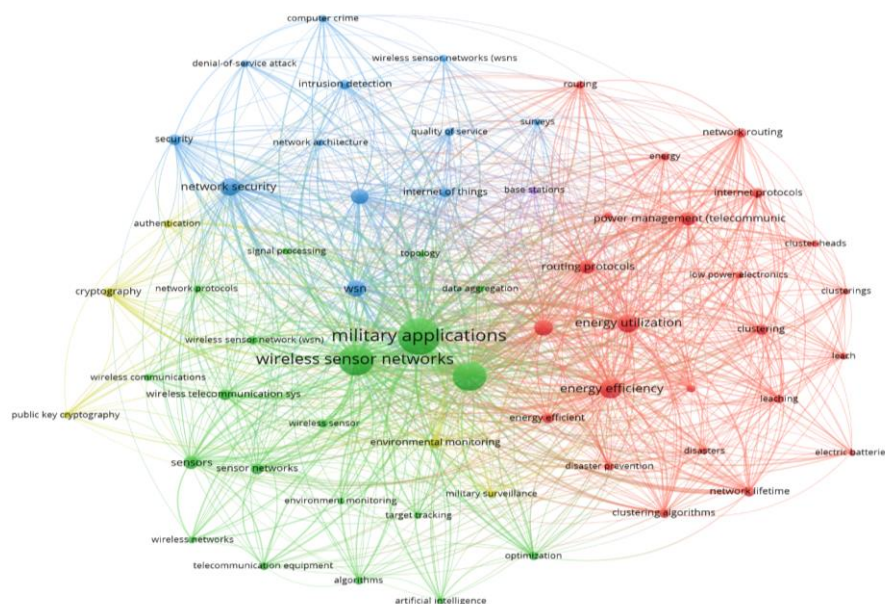 computer crime
denial-of-service attack
wireless sensor networks (wsns
intrusion detection
routing
security
network architecture
quality of service
surveys
network routing
energy
network security
internet of things
base stations
internet protocols
authentication
power management (telecommunic
signal processing
topology
cluster heads
routing protocols
low power electronics
cryptography
network protocols
wsn
data aggregation
clusterings
military applications
energy utilization
clustering
wireless sensor network (wsn)
wireless sensor networks
leach
wireless communications
wireless telecommunication sys
energy efficiency
leaching
public key cryptography
wireless sensor
energy efficient
environmental monitoring
disasters
electric batterie
sensors
sensor networks
disaster prevention
military surveillance
network lifetime
environment monitoring
target tracking
clustering algorithms
wireless networks
optimization
telecommunication equipment
algorithms
artificial intelligence